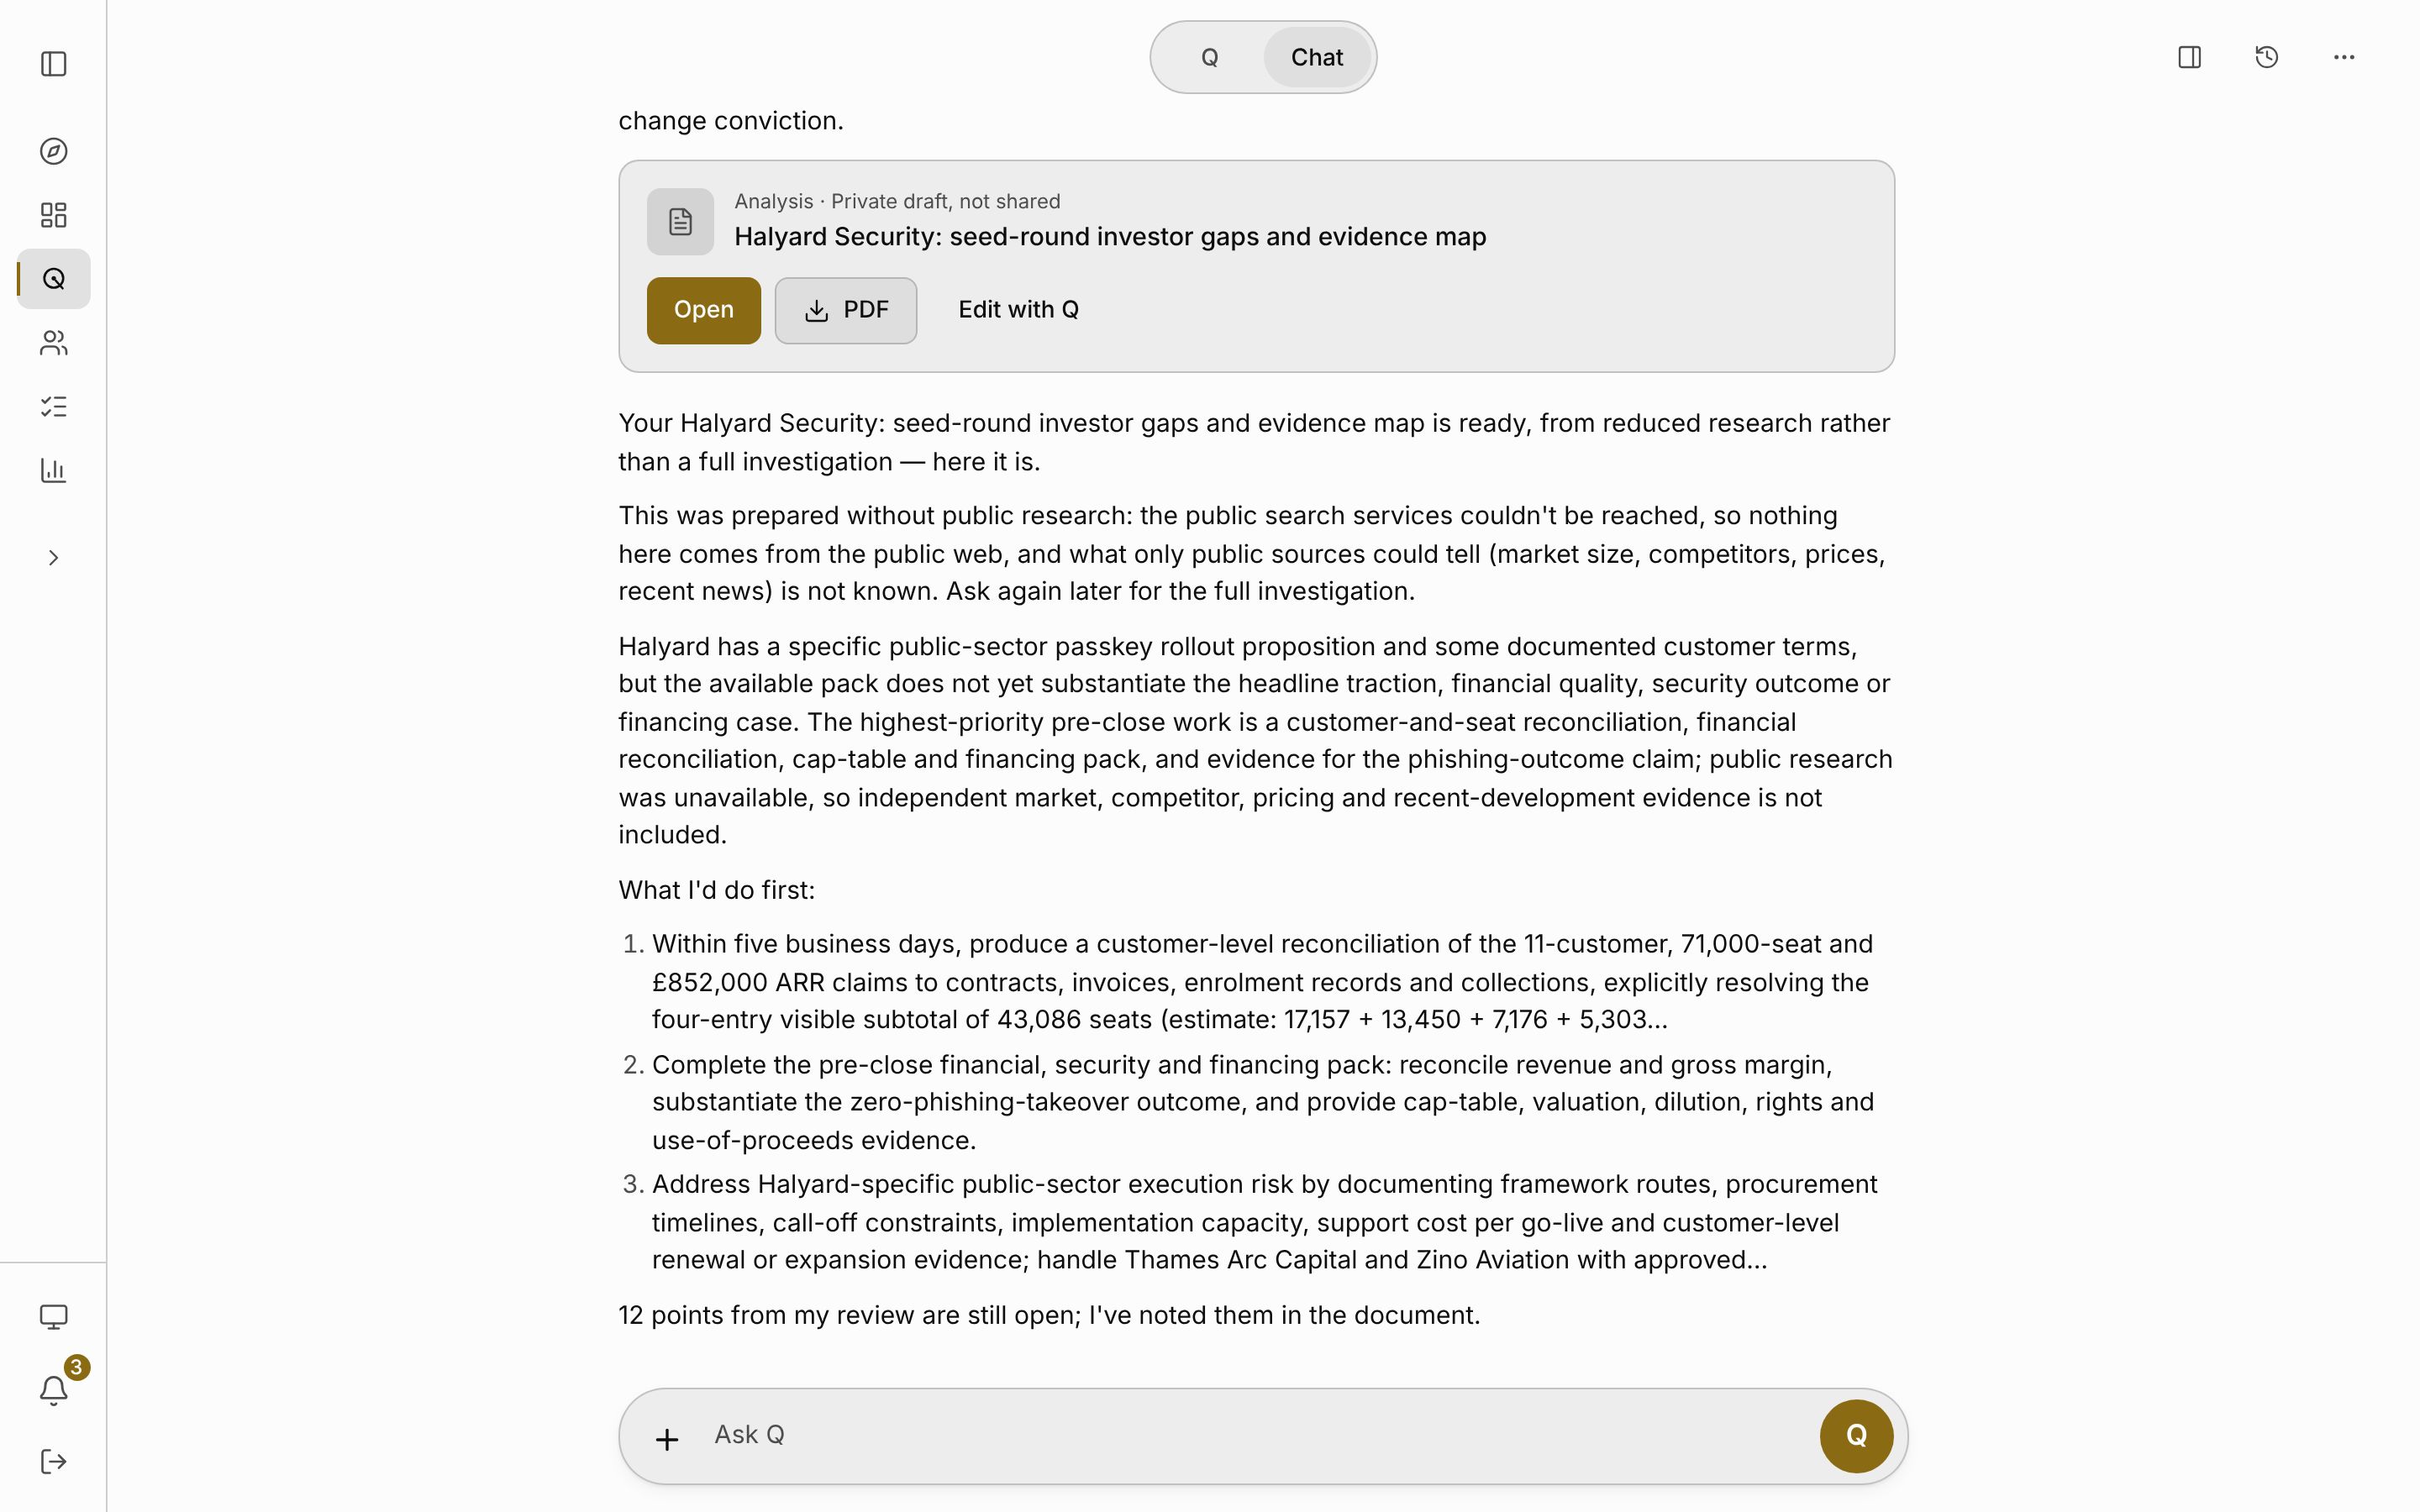 Q
Chat
change conviction.
Analysis · Private draft, not shared
Halyard Security: seed-round investor gaps and evidence map
Open
PDF
Edit with Q
Your Halyard Security: seed-round investor gaps and evidence map is ready, from reduced research rather
than a full investigation — here it is.
This was prepared without public research: the public search services couldn't be reached, so nothing
here comes from the public web, and what only public sources could tell (market size, competitors, prices,
recent news) is not known. Ask again later for the full investigation.
Halyard has a specific public-sector passkey rollout proposition and some documented customer terms,
but the available pack does not yet substantiate the headline traction, financial quality, security outcome or
financing case. The highest-priority pre-close work is a customer-and-seat reconciliation, financial
reconciliation, cap-table and financing pack, and evidence for the phishing-outcome claim; public research
was unavailable, so independent market, competitor, pricing and recent-development evidence is not
included.
What I'd do first:
1. Within five business days, produce a customer-level reconciliation of the 11-customer, 71,000-seat and
£852,000 ARR claims to contracts, invoices, enrolment records and collections, explicitly resolving the
four-entry visible subtotal of 43,086 seats (estimate: 17,157 + 13,450 + 7,176 + 5,303...
2. Complete the pre-close financial, security and financing pack: reconcile revenue and gross margin,
substantiate the zero-phishing-takeover outcome, and provide cap-table, valuation, dilution, rights and
use-of-proceeds evidence.
3. Address Halyard-specific public-sector execution risk by documenting framework routes, procurement
timelines, call-off constraints, implementation capacity, support cost per go-live and customer-level
renewal or expansion evidence; handle Thames Arc Capital and Zino Aviation with approved...
12 points from my review are still open; I've noted them in the document.
3
Ask Q
Q